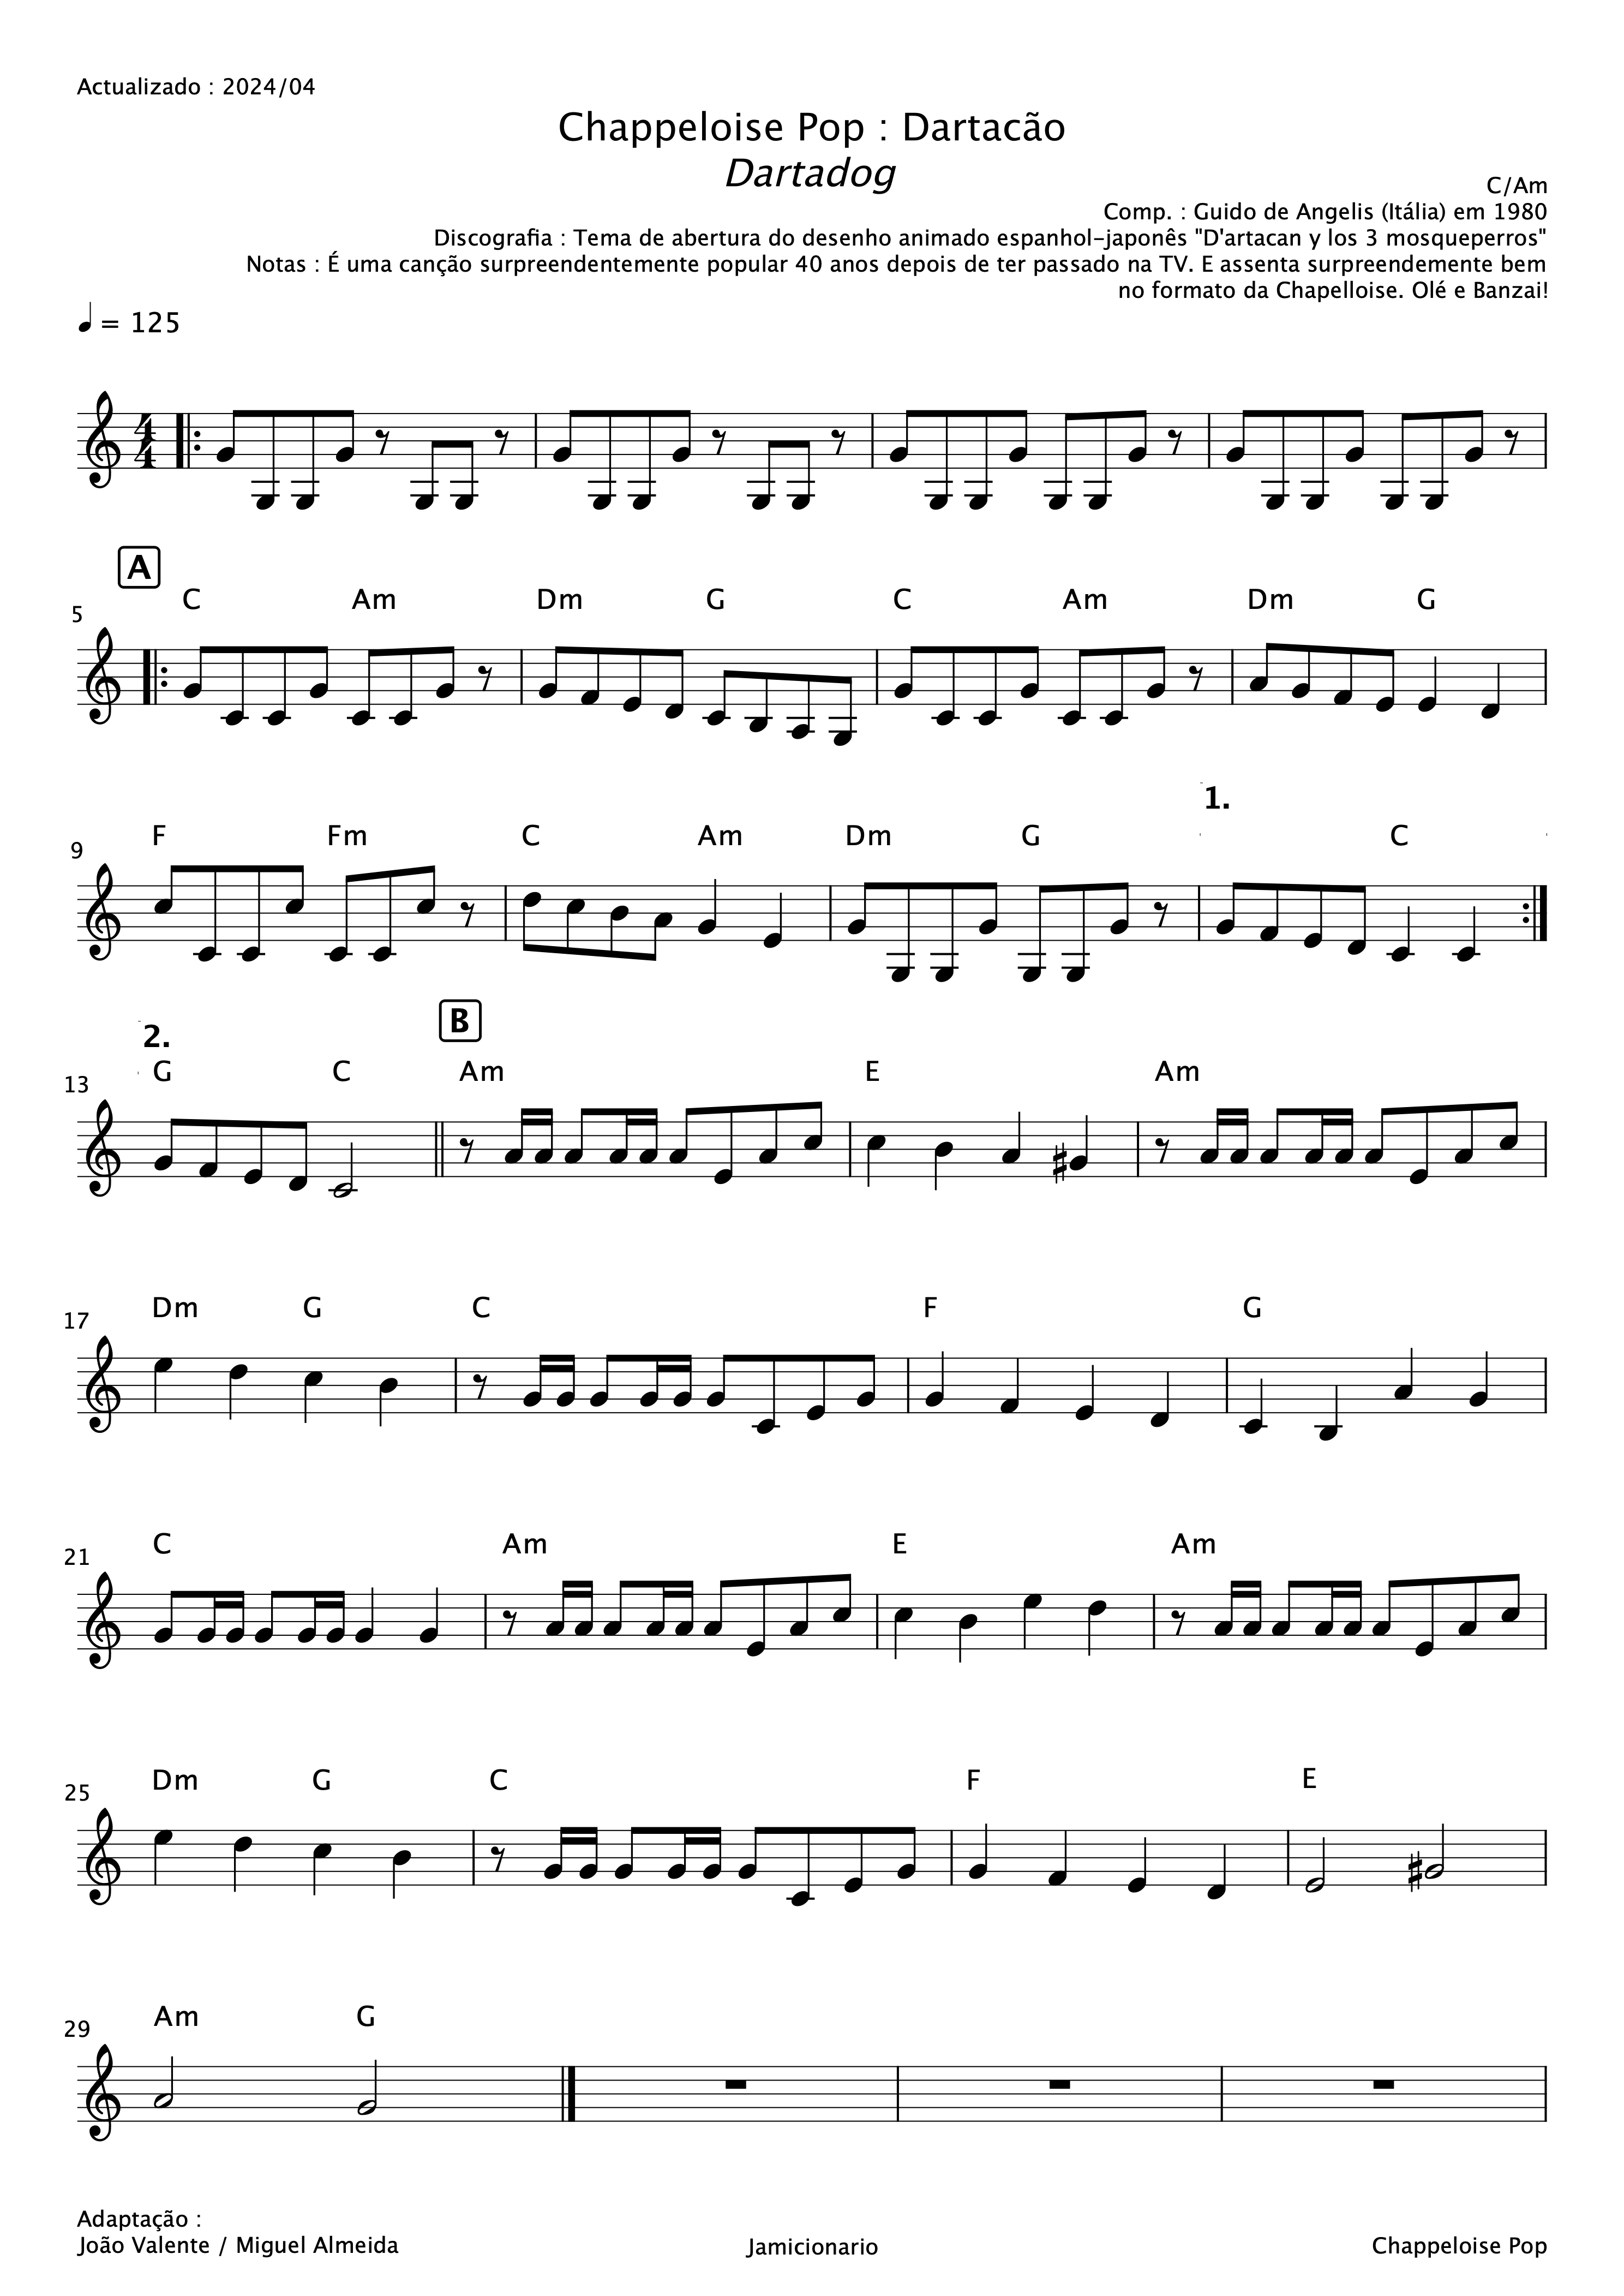 Actualizado : 2024/04
Chappeloise Pop : Dartacão
Dartadog
C/Am
Comp. : Guido de Angelis (Itália) em 1980
Discografia : Tema de abertura do desenho animado espanhol-japonês "D'artacan y los 3 mosqueperros"
Notas : É uma canção surpreendentemente popular 40 anos depois de ter passado na TV. E assenta surpreendemente bem
no formato da Chapelloise. Olé e Banzai!
= 125
4
4
A
5 C Am Dm G C Am Dm G
1.
9 F Fm C Am Dm G C
2. B
13 G C Am E Am
17 Dm G C F G
21 C Am E Am
25 Dm G C F E
29 Am G
Adaptação :
João Valente / Miguel Almeida Jamicionario Chappeloise Pop